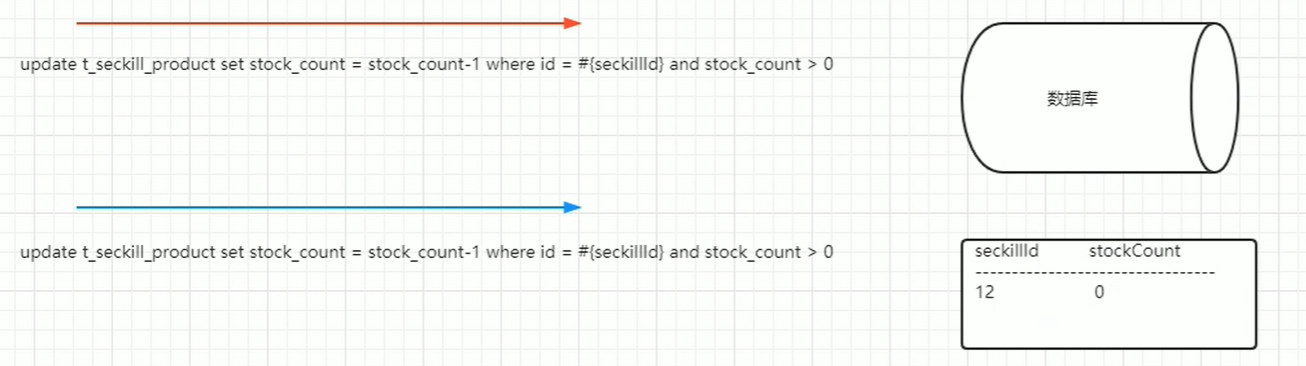 update t_seckill_product set stock_count = stock_count-1 where id = #{seckillId} and stock_count > 0
数据库
update t_seckill_product set stock_count = stock_count-1 where id = #{seckillId} and stock_count > 0
seckillId stockCount
---------------------------------
12 0